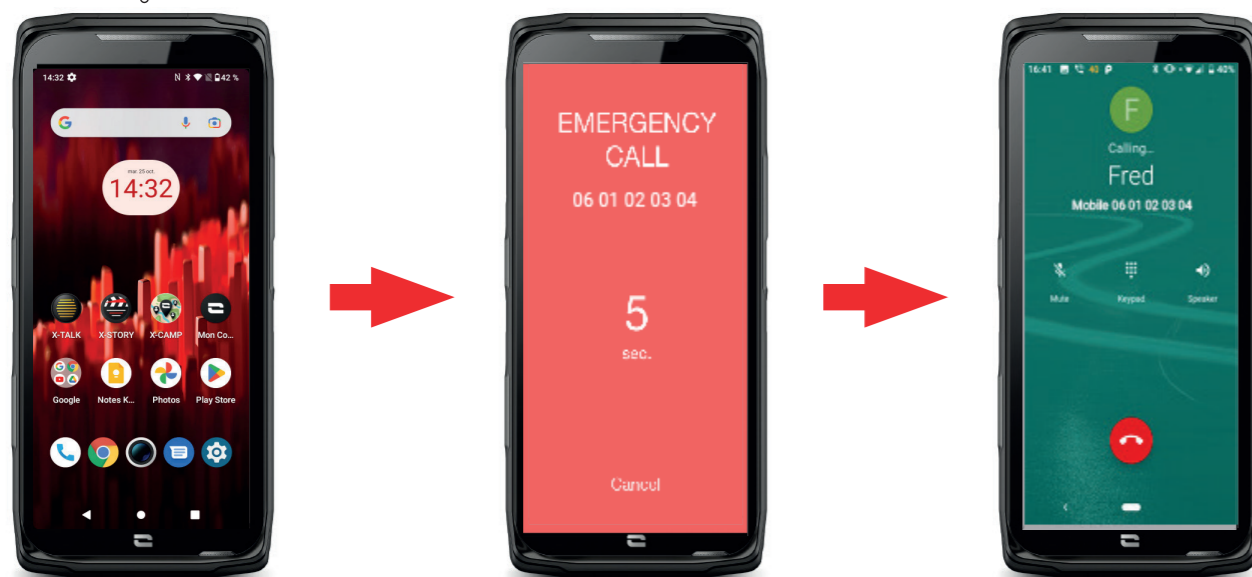 14:32
N
42 %
G
mar. 25 oct.
14:32
X-TALK
X-STORY
X-CAMP
Mon Co...
Google
Notes K...
Photos
Play Store
EMERGENCY
CALL
06 01 02 03 04
5
sec.
Cancel
16:41
40
40%
F
Calling...
Fred
Mobile 06 01 02 03 04
Mute
Keypad
Speaker